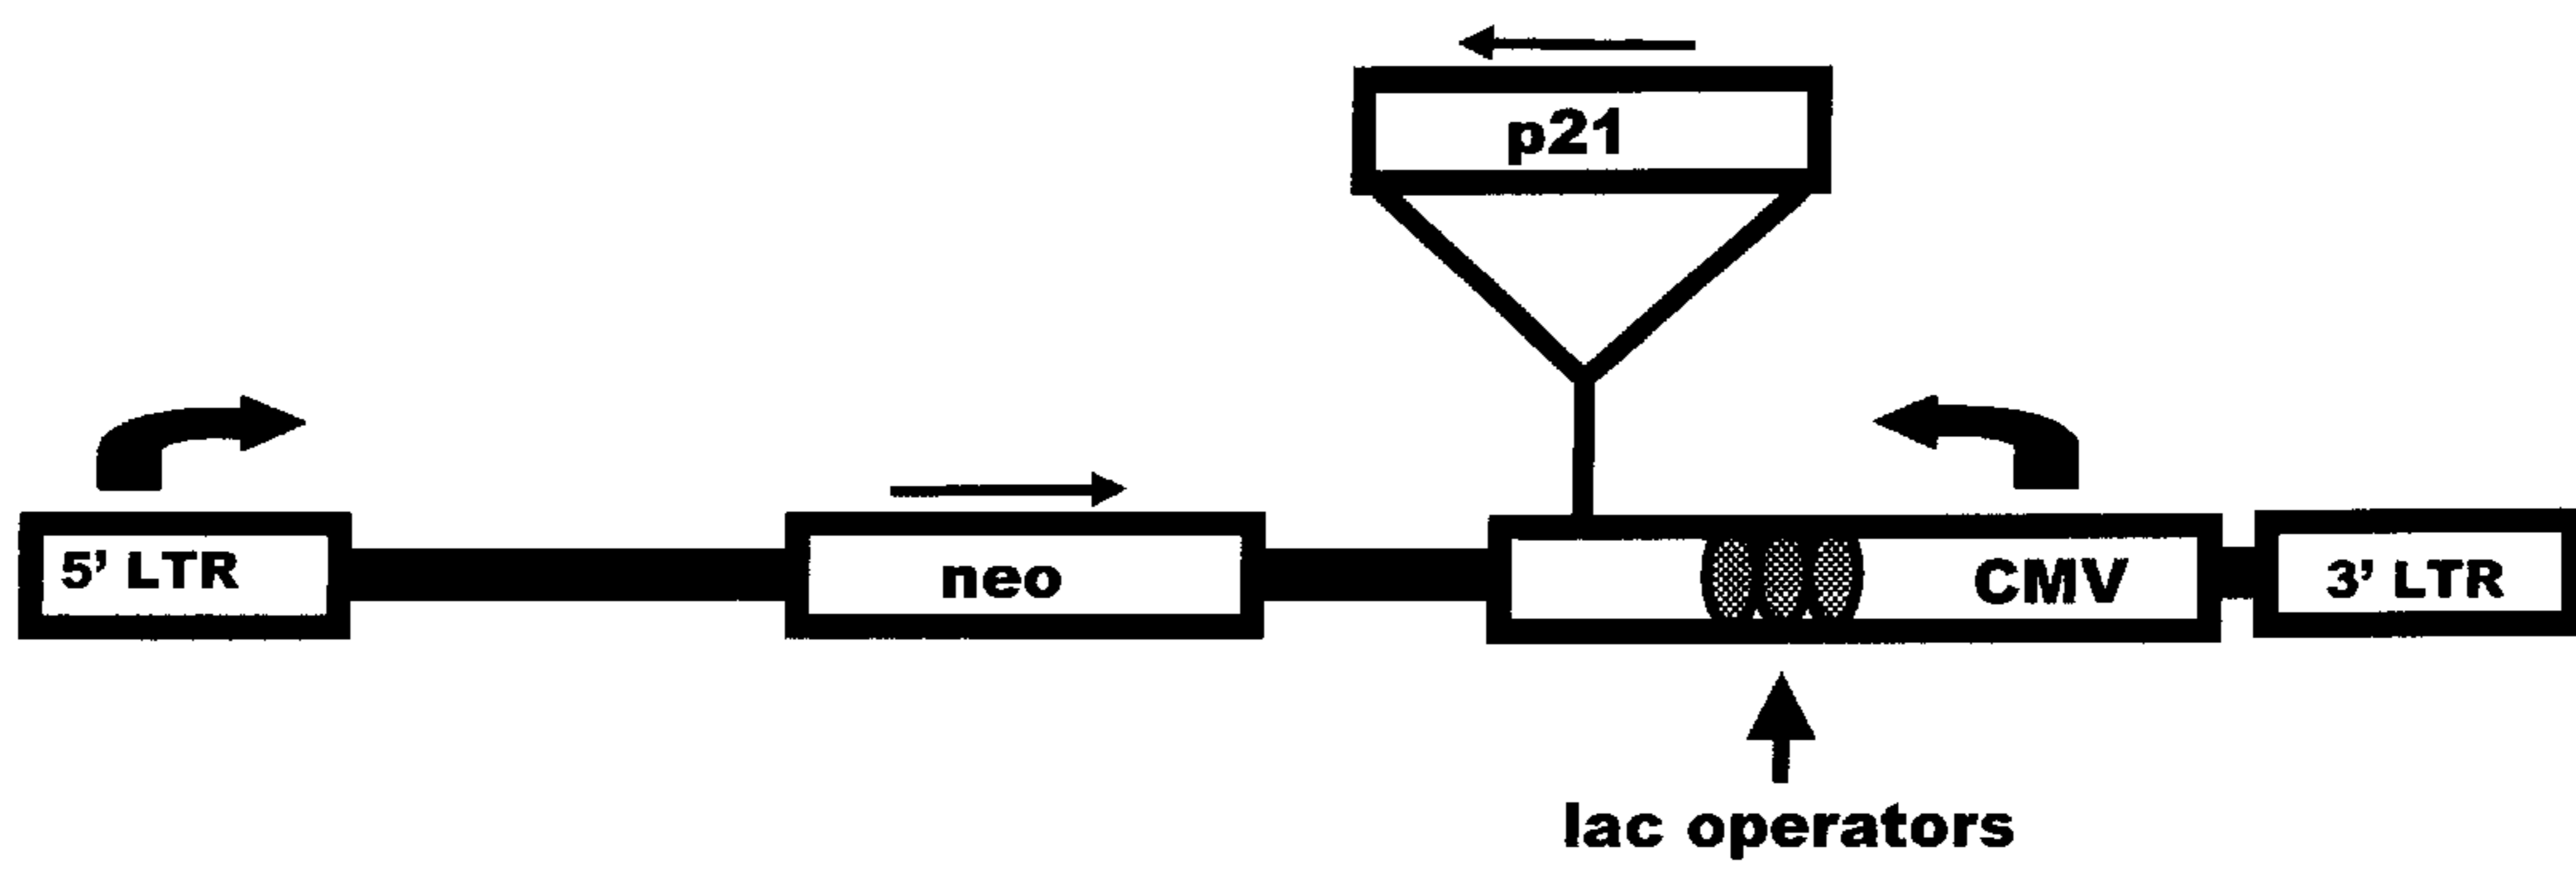 p21
5’ LTR
neo
CMV
3’ LTR
lac operators